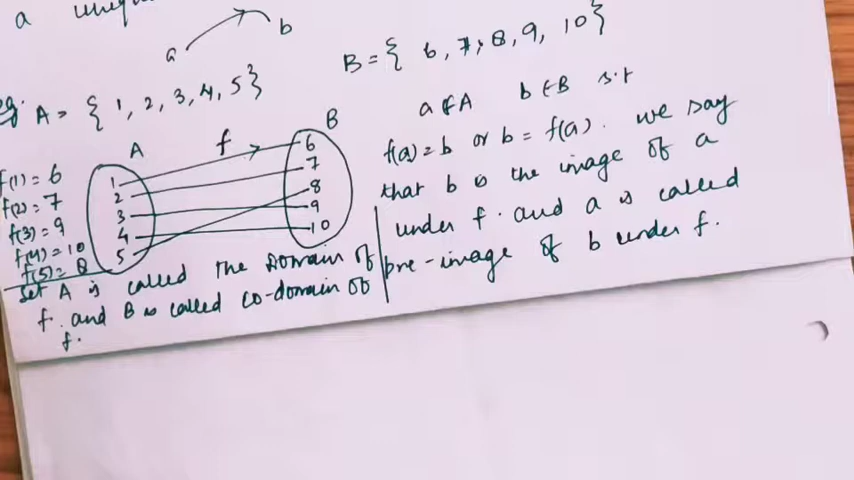 a
a b
eg. A = { 1, 2, 3, 4, 5 }
B = { 6, 7, 8, 9, 10 }
A f B
1 2 3 4 5
6 7 8 9 10
f(1) = 6
f(2) = 7
f(3) = 9
f(4) = 10
f(5) = 8
Set A is called the Domain of
f. and B is called co-domain of
f.
a ∈ A b ∈ B s.t
f(a) = b or b = f(a). we say
that b is the image of a
under f. and a is called
pre-image of b under f.